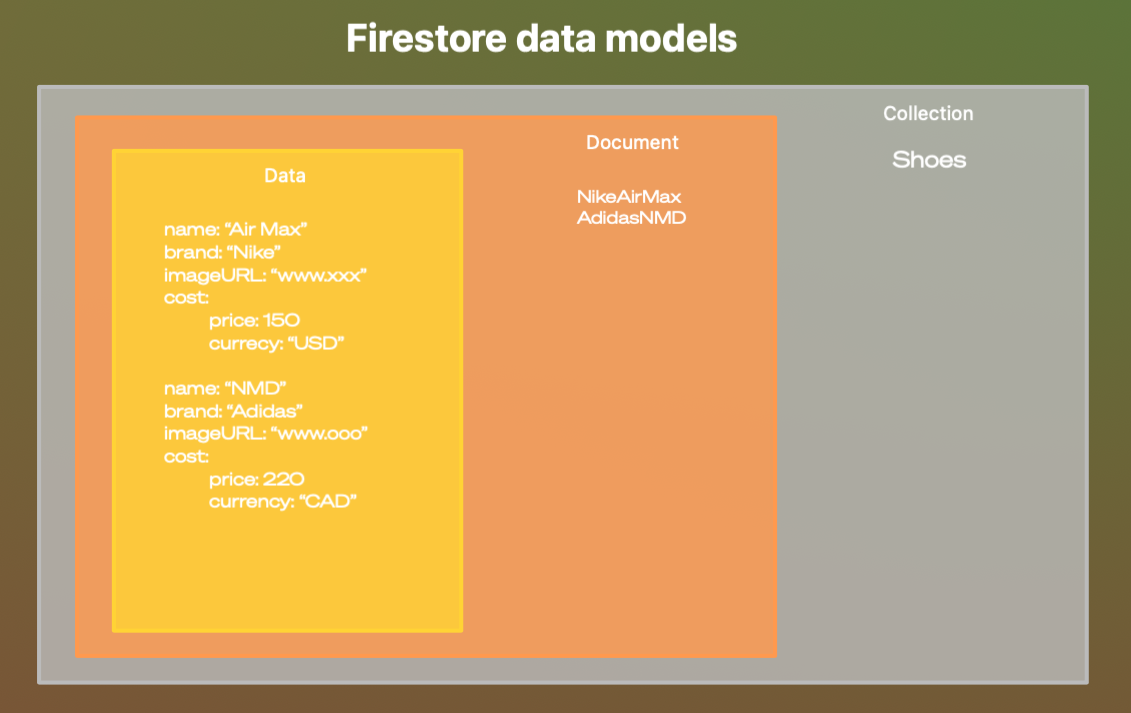 Firestore data models
Collection
Shoes
Document
NikeAirMax
AdidasNMD
Data
name: “Air Max”
brand: “Nike”
imageURL: “www.xxx”
cost:
price: 150
currecy: “USD”
name: “NMD”
brand: “Adidas”
imageURL: “www.ooo”
cost:
price: 220
currency: “CAD”